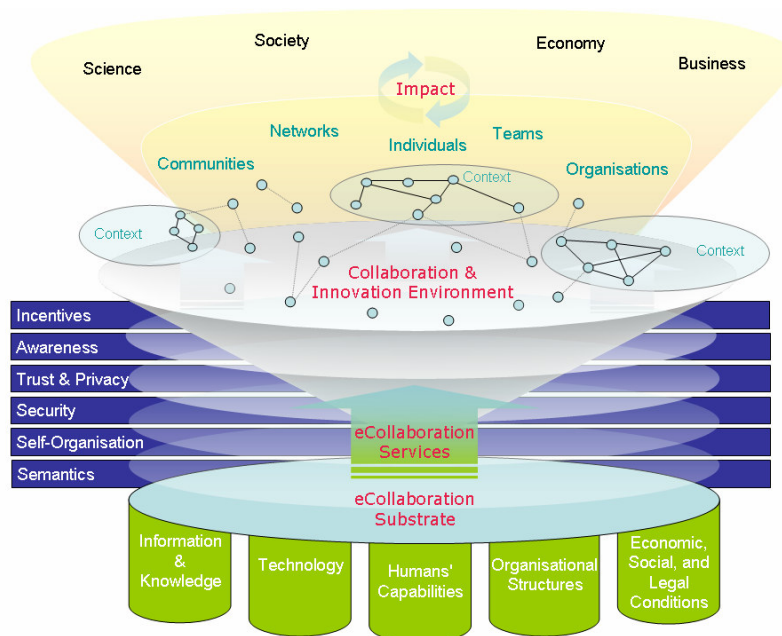 Society
Economy
Science
Business
Impact
Networks
Teams
Individuals
Communities
Organisations
Context
Context
Context
Collaboration &
Innovation Environment
Incentives
Awareness
Trust & Privacy
Security
Self-Organisation
Semantics
eCollaboration
Services
eCollaboration
Substrate
Information
&
Knowledge
Technology
Humans'
Capabilities
Organisational
Structures
Economic,
Social, and
Legal
Conditions